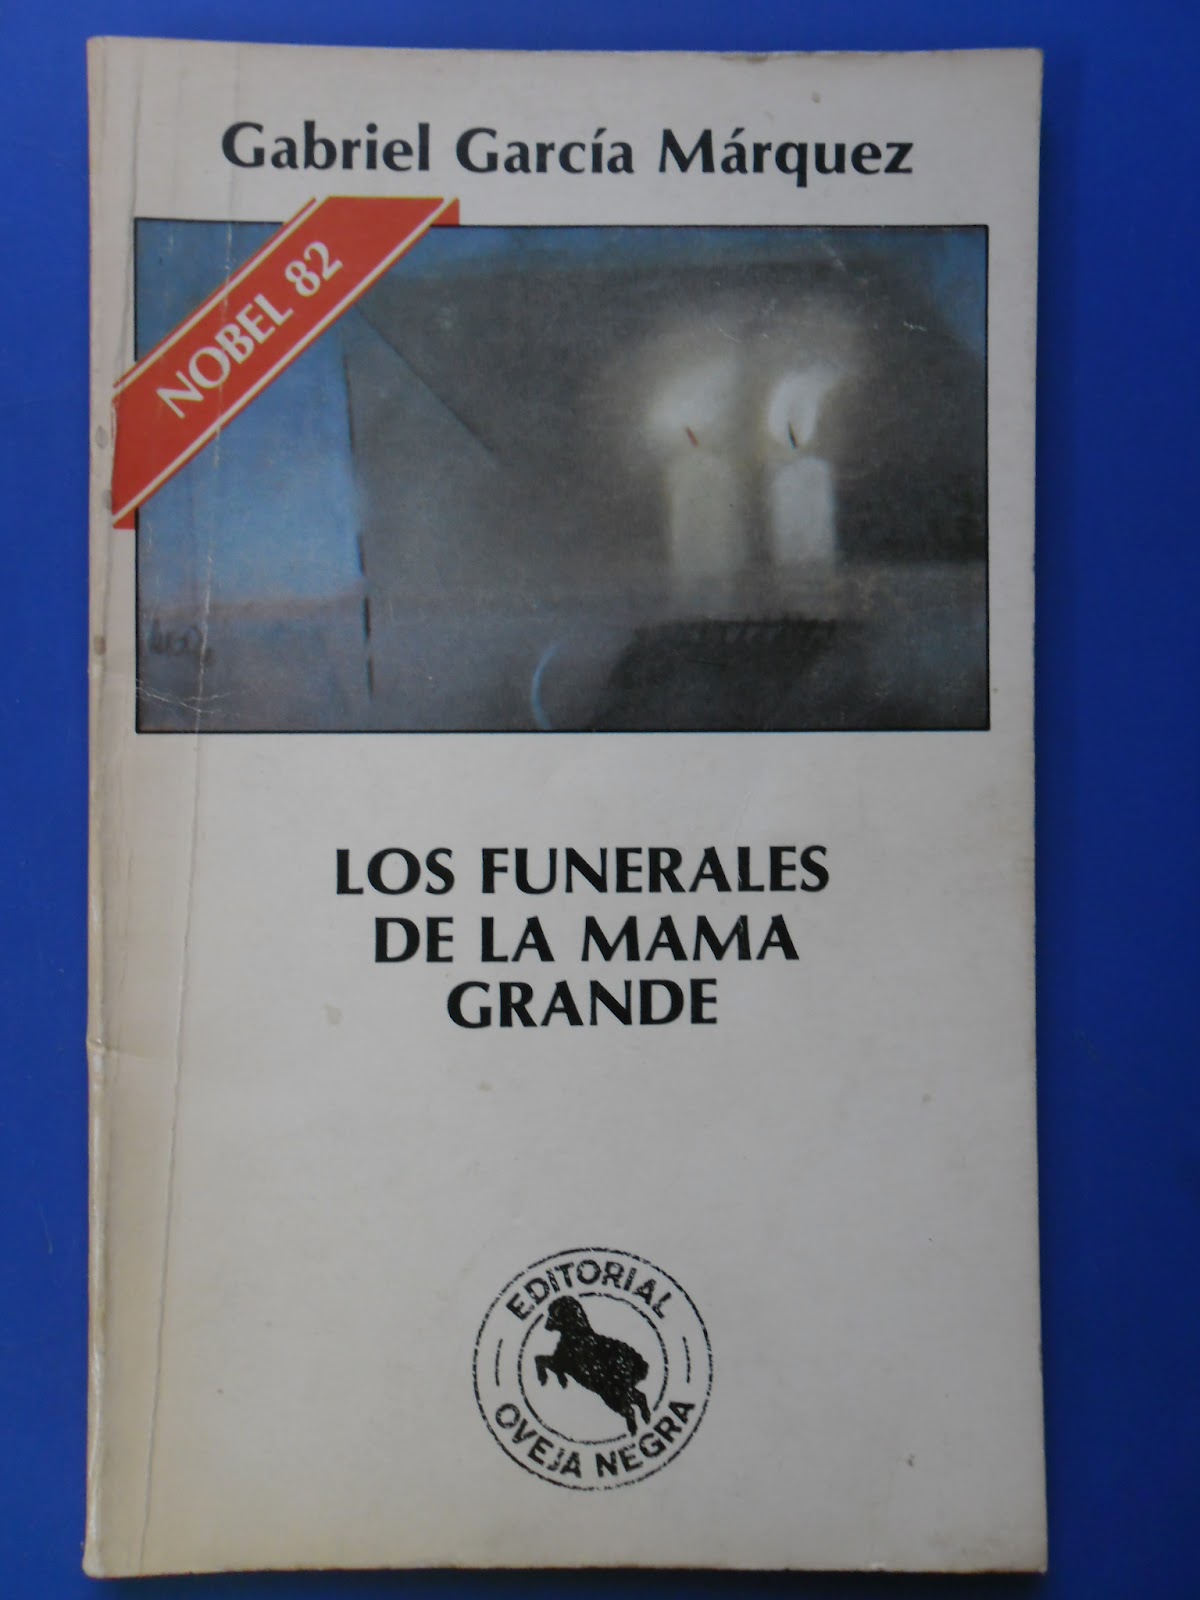 Gabriel García Márquez
NOBEL 82
LOS FUNERALES
DE LA MAMA
GRANDE
EDITORIAL
OVEJA NEGRA